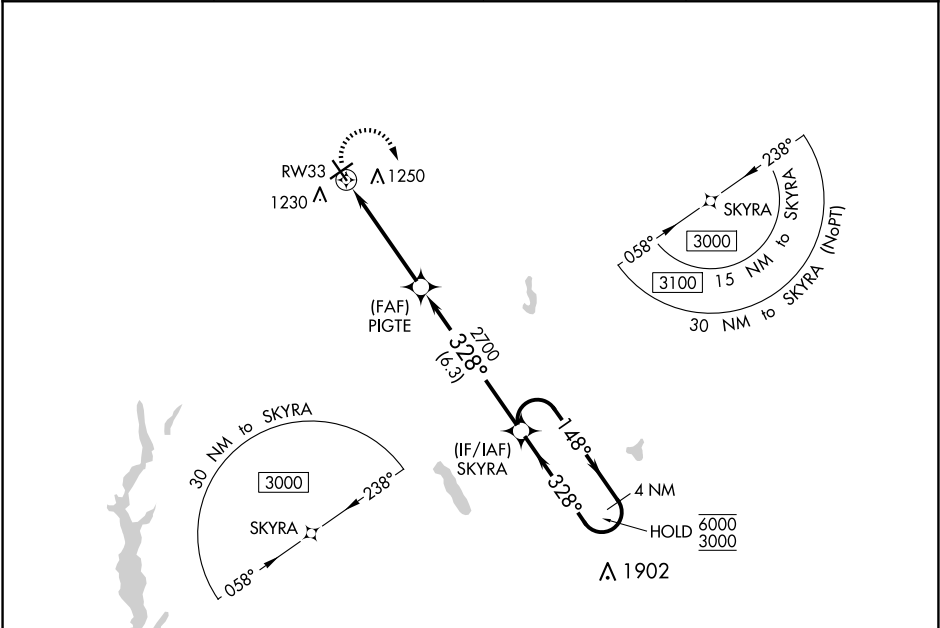 RW33
1230
1250
238°
SKYRA
058°
3000
3100
15 NM to SKYRA
30 NM to SKYRA (NoPT)
(FAF)
PIGTE
2700
328°
(6.3)
30 NM to SKYRA
3000
238°
SKYRA
058°
(IF/IAF)
SKYRA
148°
328°
4 NM
HOLD 6000
3000
1902